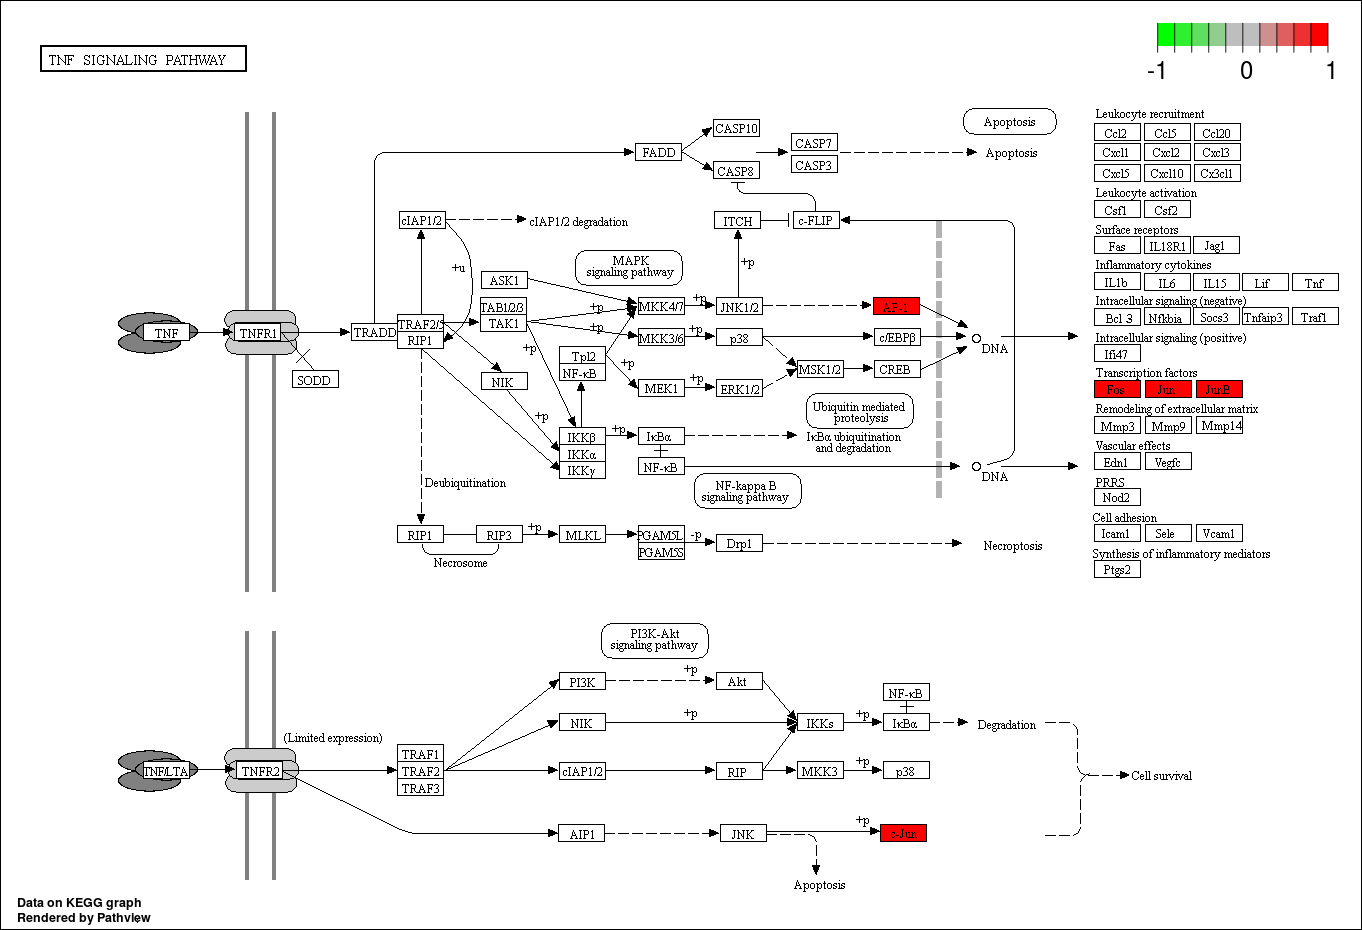 TNF SIGNALING PATHWAY
-1 0 1
Apoptosis
CASP10
FADD
CASP7
Apoptosis
CASP3
CASP8
cIAP1/2
cIAP1/2 degradation
ITCH
c-FLIP
+u
MAPK
signaling pathway
+p
ASK1
TAB1/2/3
TAK1
+p
MKK4/7
+p
JNK1/2
AP-1
TNF
TNFR1
TRADD
TRAF2/5
RIP1
+p
MKK3/6
+p
p38
c/EBPβ
DNA
+p
SODD
NIK
Tpl2
NF-κB
+p
MEK1
+p
ERK1/2
MSK1/2
CREB
+p
Ubiquitin mediated
proteolysis
IKKβ
IKKα
IKKγ
+p
IκBα
IκBα ubiquitination
and degradation
NF-κB
DNA
NF-kappa B
signaling pathway
Deubiquitination
RIP1
RIP3
+p
MLKL
PGAM5L
PGAM5S
-p
Drp1
Necroptosis
Necrosome
Leukocyte recruitment
Ccl2 Ccl5 Ccl20
Cxcl1 Cxcl2 Cxcl3
Cxcl5 Cxcl10 Cx3cl1
Leukocyte activation
Csf1 Csf2
Surface receptors
Fas IL18R1 Jag1
Inflammatory cytokines
IL1b IL6 IL15 Lif Tnf
Intracellular signaling (negative)
Bcl 3 Nfkbia Socs3 Tnfaip3 Traf1
Intracellular signaling (positive)
Ifi47
Transcription factors
Fos Jun JunB
Remodeling of extracellular matrix
Mmp3 Mmp9 Mmp14
Vascular effects
Edn1 Vegfc
PRRS
Nod2
Cell adhesion
Icam1 Sele Vcam1
Synthesis of inflammatory mediators
Ptgs2
PI3K-Akt
signaling pathway
PI3K
+p
Akt
NF-κB
NIK
+p
IKKs
+p
IκBα
Degradation
(Limited expression)
TNF/LTA
TNFR2
TRAF1
TRAF2
TRAF3
cIAP1/2
RIP
MKK3
p38
Cell survival
AIP1
JNK
+p
c-Jun
Apoptosis
Data on KEGG graph
Rendered by Pathview